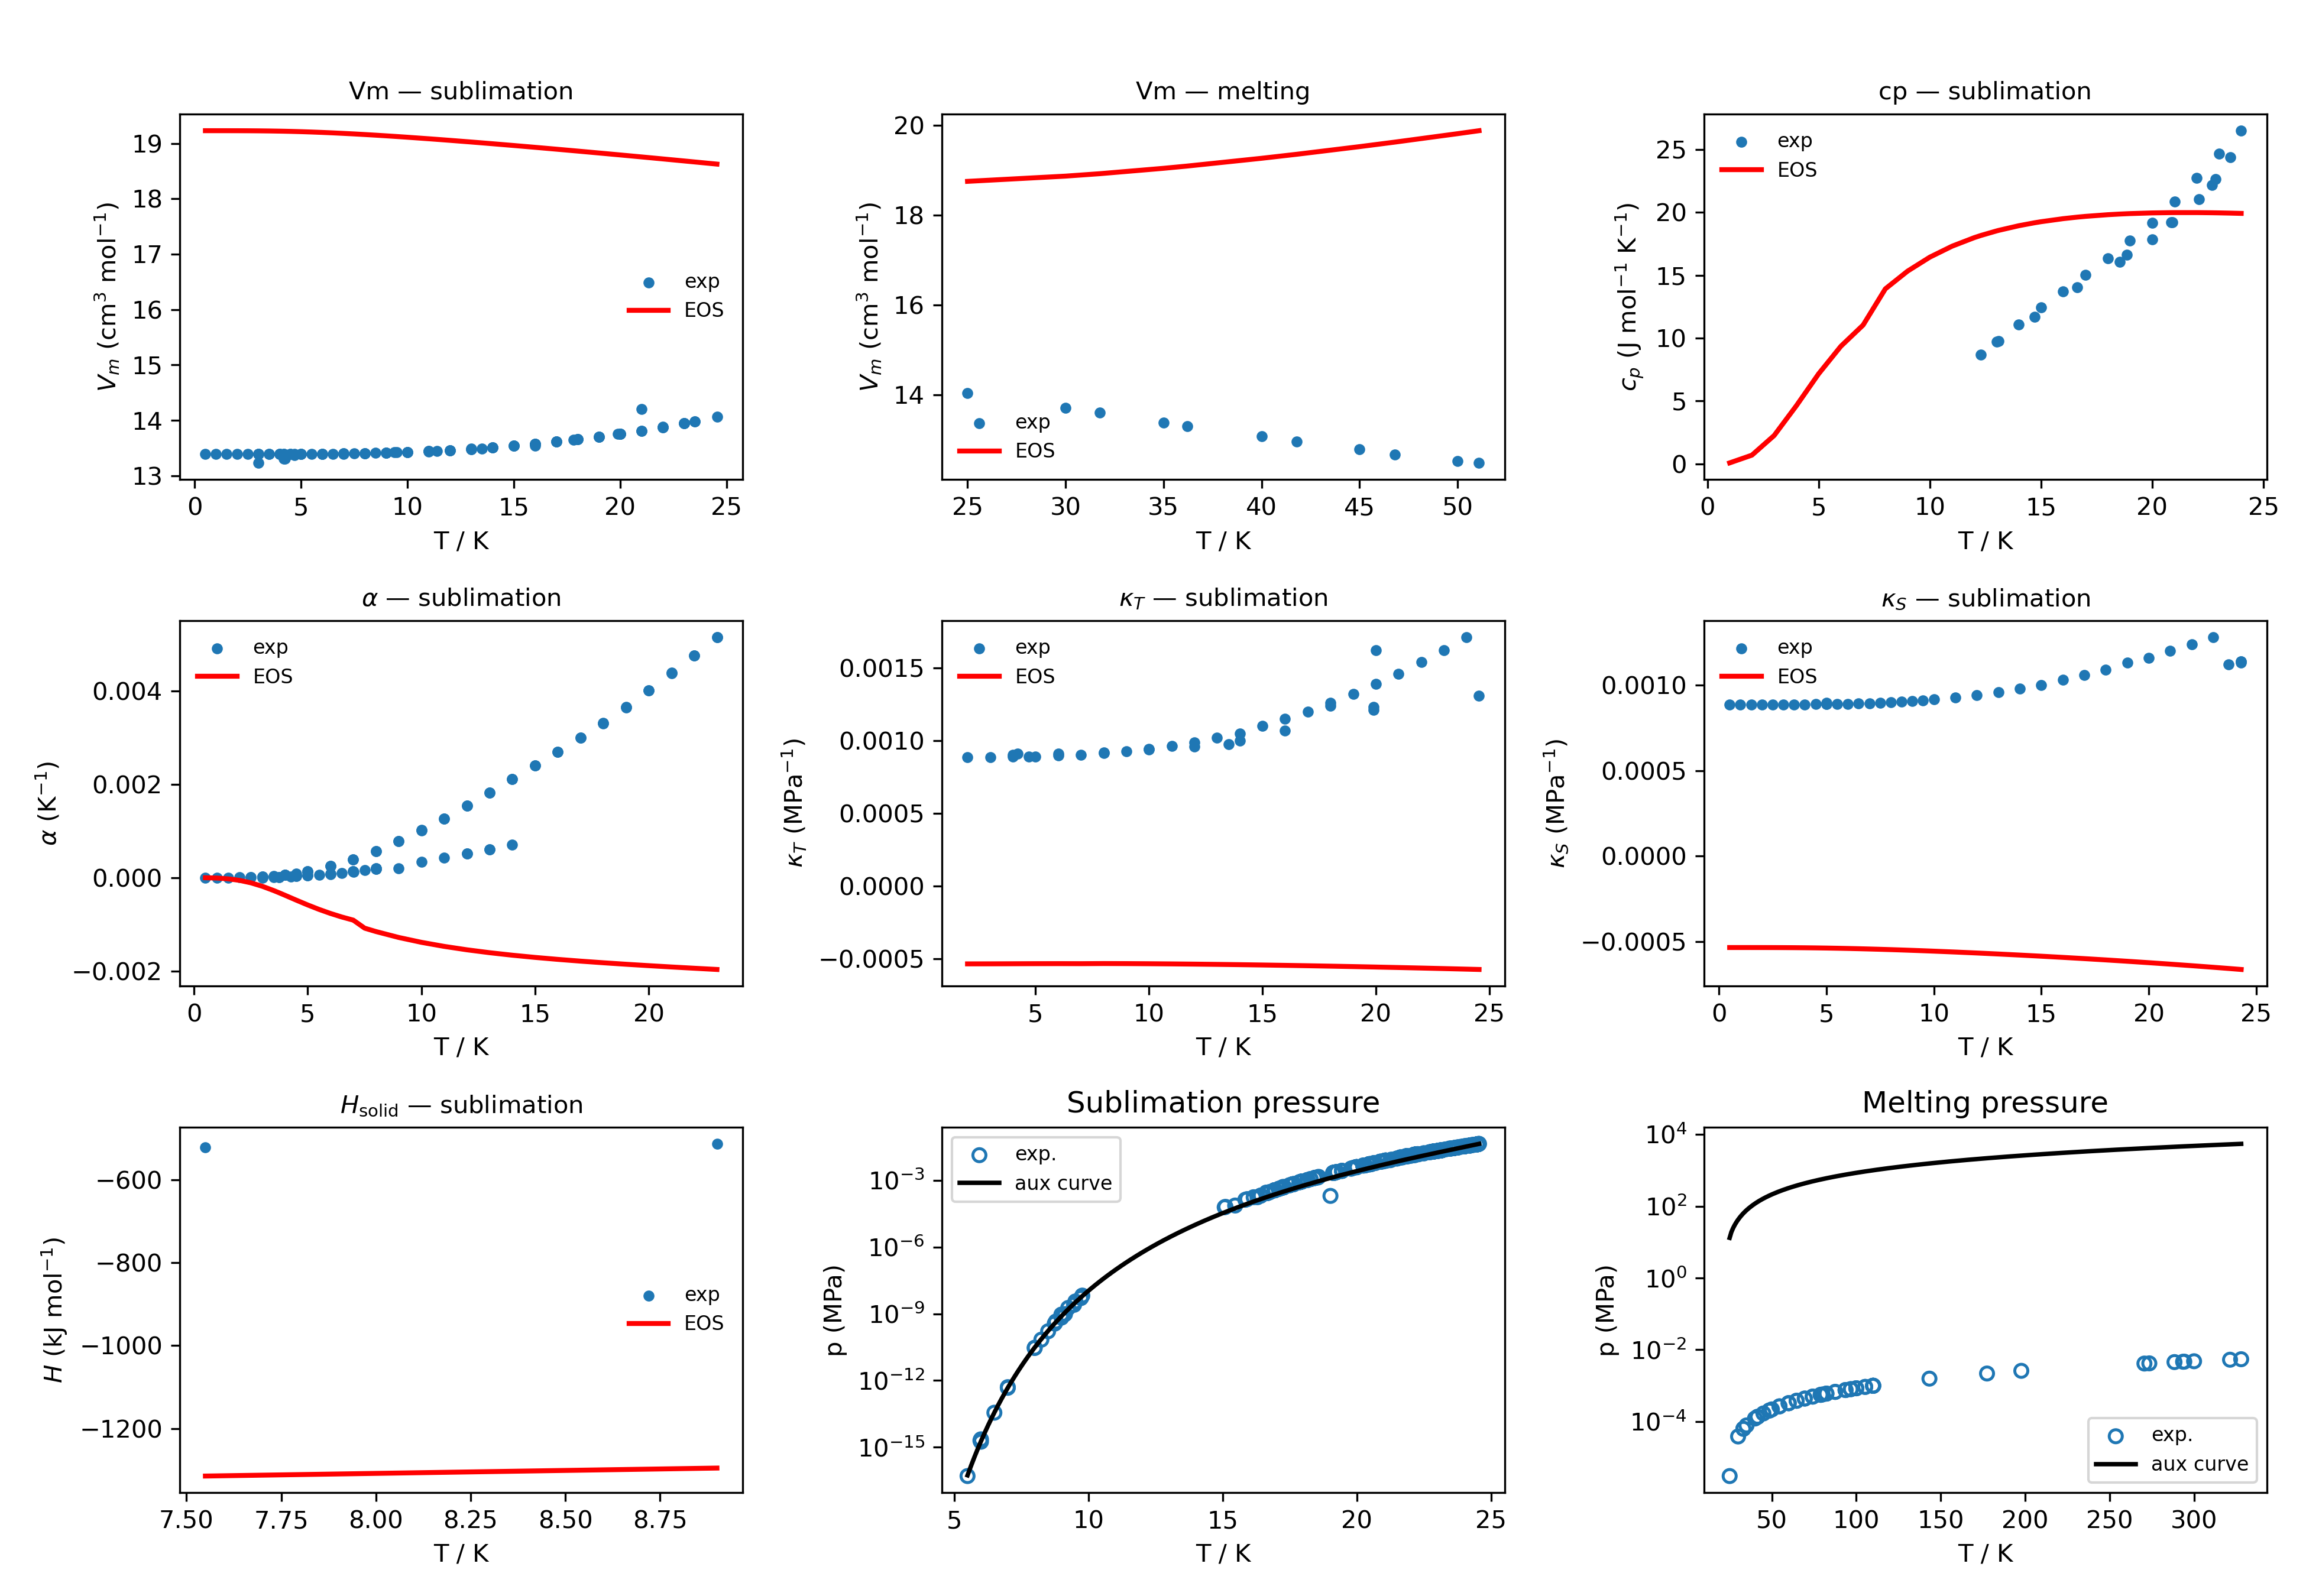 Vm — sublimation
19
18
17
16
15
14
13
V_m (cm^3 mol^−1)
exp
EOS
0 5 10 15 20 25
T / K
Vm — melting
20
18
16
14
V_m (cm^3 mol^−1)
exp
EOS
25 30 35 40 45 50
T / K
cp — sublimation
25
20
15
10
5
0
c_p (J mol^−1 K^−1)
exp
EOS
0 5 10 15 20 25
T / K
α — sublimation
0.004
0.002
0.000
−0.002
α (K^−1)
exp
EOS
0 5 10 15 20
T / K
κ_T — sublimation
0.0015
0.0010
0.0005
0.0000
−0.0005
κ_T (MPa^−1)
exp
EOS
5 10 15 20 25
T / K
κ_S — sublimation
0.0010
0.0005
0.0000
−0.0005
κ_S (MPa^−1)
exp
EOS
0 5 10 15 20 25
T / K
H_solid — sublimation
−600
−800
−1000
−1200
H (kJ mol^−1)
exp
EOS
7.50 7.75 8.00 8.25 8.50 8.75
T / K
Sublimation pressure
10^−3
10^−6
10^−9
10^−12
10^−15
p (MPa)
exp.
aux curve
5 10 15 20 25
T / K
Melting pressure
10^4
10^2
10^0
10^−2
10^−4
p (MPa)
exp.
aux curve
50 100 150 200 250 300
T / K